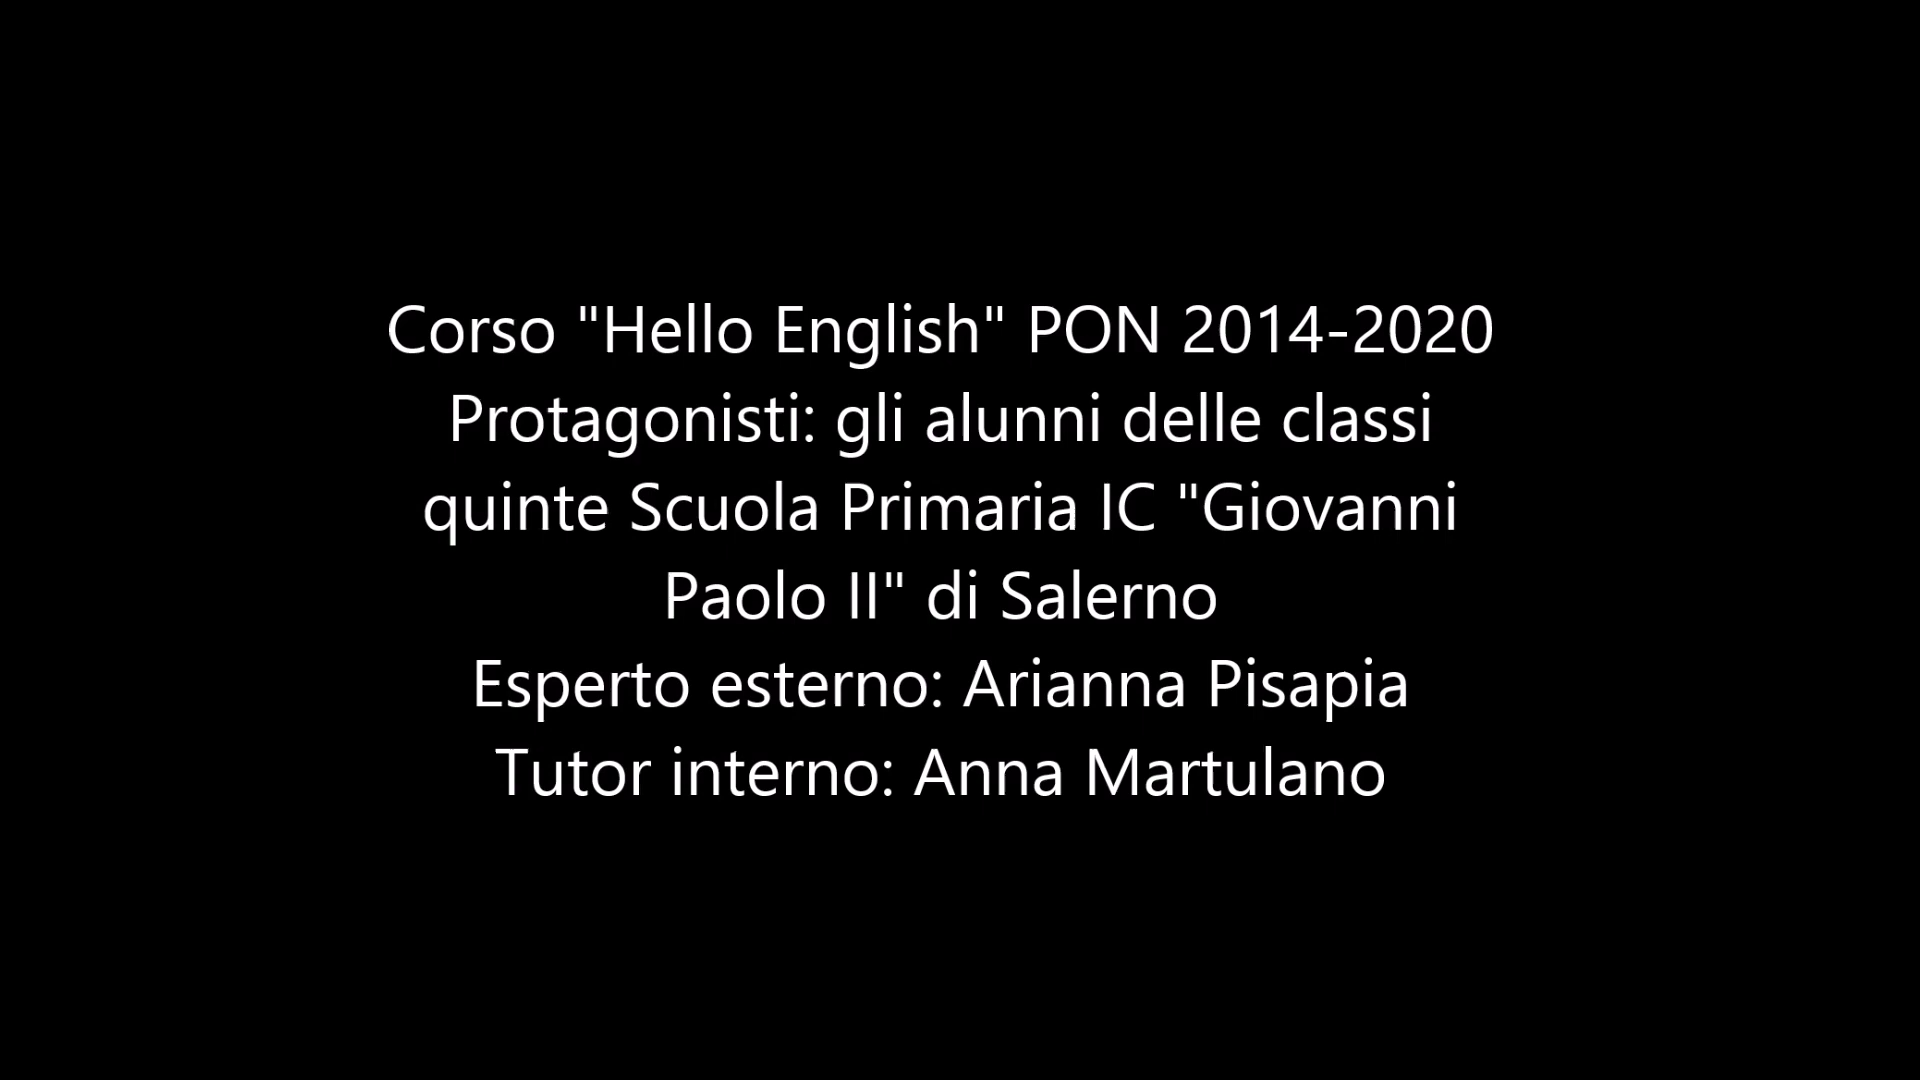 Corso "Hello English" PON 2014-2020
Protagonisti: gli alunni delle classi
quinte Scuola Primaria IC "Giovanni
Paolo II" di Salerno
Esperto esterno: Arianna Pisapia
Tutor interno: Anna Martulano